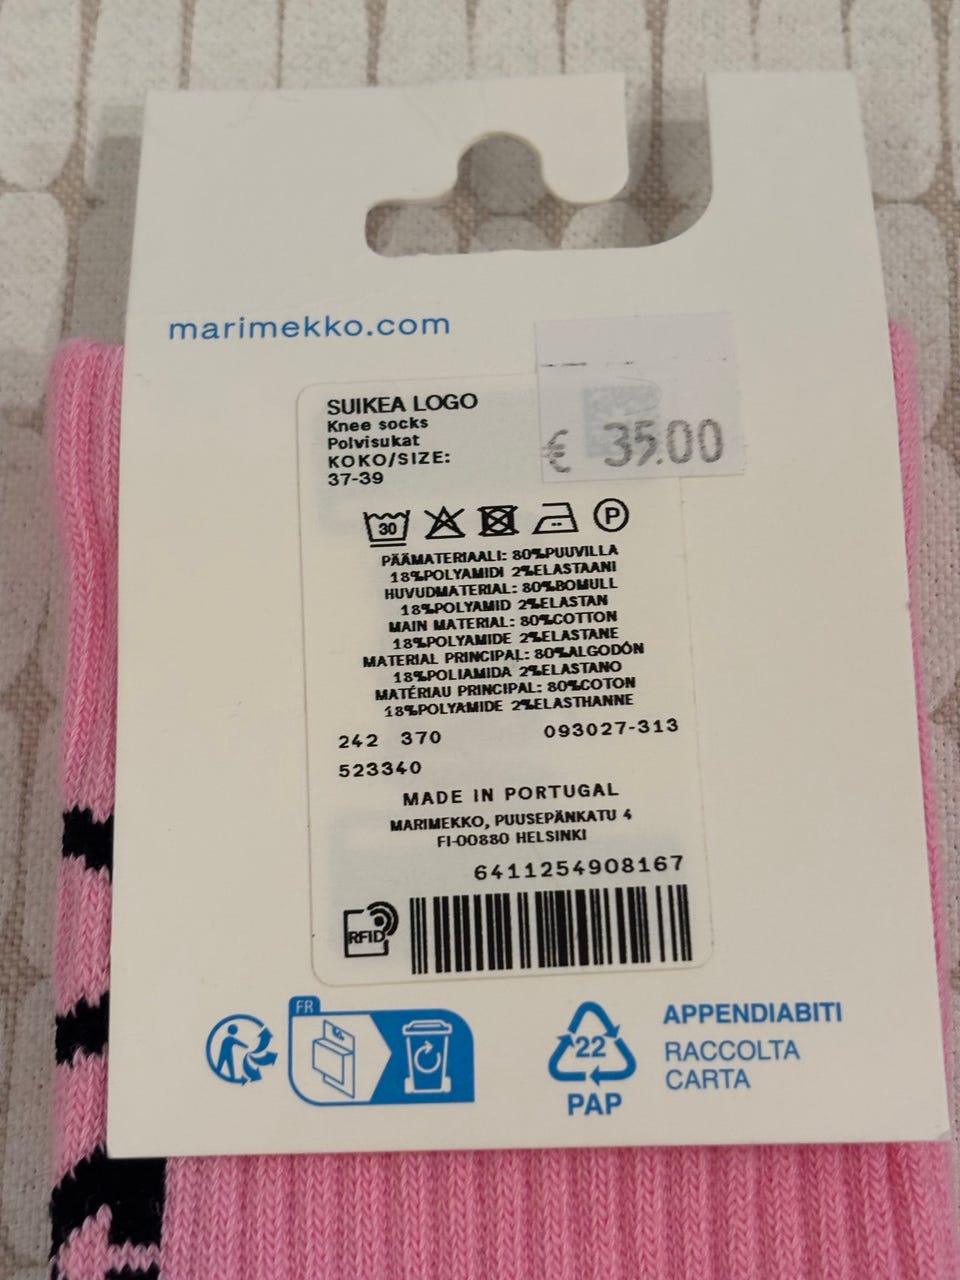 marimekko.com
€ 35.00
SUIKEA LOGO
Knee socks
Polvisukat
KOKO/SIZE:
37-39
30
P
PÄÄMATERIAALI: 80%PUUVILLA
18%POLYAMIDI 2%ELASTAANI
HUVUDMATERIAL: 80%BOMULL
18%POLYAMID 2%ELASTAN
MAIN MATERIAL: 80%COTTON
18%POLYAMIDE 2%ELASTANE
MATERIAL PRINCIPAL: 80%ALGODÓN
18%POLIAMIDA 2%ELASTANO
MATÉRIAU PRINCIPAL: 80%COTON
18%POLYAMIDE 2%ELASTHANNE
242 370 093027-313
523340
MADE IN PORTUGAL
MARIMEKKO, PUUSEPÄNKATU 4
FI-00880 HELSINKI
6411254908167
RFID
FR
22
PAP
APPENDIABITI
RACCOLTA
CARTA